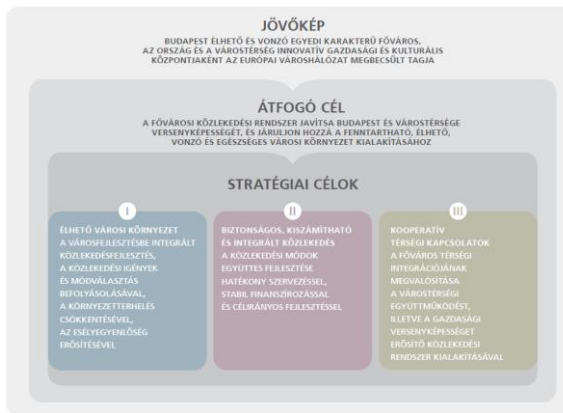 JÖVŐKÉP
BUDAPEST ÉLHETŐ ÉS VONZÓ EGYEDI KARAKTERŰ FŐVÁROS,
AZ ORSZÁG ÉS A VÁROSTÉRSÉG INNOVATÍV GAZDASÁGI ÉS KULTURÁLIS
KÖZPONTJAKÉNT AZ EURÓPAI VÁROSHÁLÓZAT MEGBECSÜLT TAGJA
ÁTFOGÓ CÉL
A FŐVÁROSI KÖZLEKEDÉSI RENDSZER JAVÍTSA BUDAPEST ÉS VÁROSTÉRSÉGE
VERSENYKÉPESSÉGÉT, ÉS JÁRULJON HOZZÁ A FENNTARTHATÓ, ÉLHETŐ,
VONZÓ ÉS EGÉSZSÉGES VÁROSI KÖRNYEZET KIALAKÍTÁSÁHOZ
STRATÉGIAI CÉLOK
I
ÉLHETŐ VÁROSI KÖRNYEZET
A VÁROSFEJLESZTÉSBE INTEGRÁLT
KÖZLEKEDÉSFEJLESZTÉS,
A KÖZLEKEDÉSI IGÉNYEK
ÉS MÓDVÁLASZTÁS
BEFOLYÁSOLÁSÁVAL,
A KÖRNYEZETTERHELÉS
CSÖKKENTÉSÉVEL,
AZ ESÉLYEGYENLŐSÉG
ERŐSÍTÉSÉVEL
II
BIZTONSÁGOS, KISZÁMÍTHATÓ
ÉS INTEGRÁLT KÖZLEKEDÉS
A KÖZLEKEDÉSI MÓDOK
EGYÜTTES FEJLESZTÉSE
HATÉKONY SZERVEZÉSSEL,
STABIL FINANSZÍROZÁSSAL
ÉS CÉLIRÁNYOS FEJLESZTÉSSEL
III
KOOPERATÍV
TÉRSÉGI KAPCSOLATOK
A FŐVÁROS TÉRSÉGI
INTEGRÁCIÓJÁNAK
MEGVALÓSÍTÁSA
A VÁROSTÉRSÉGI
EGYÜTTMŰKÖDÉST,
ILLETVE A GAZDASÁGI
VERSENYKÉPESSÉGET
ERŐSÍTŐ KÖZLEKEDÉSI
RENDSZER KIALAKÍTÁSÁVAL